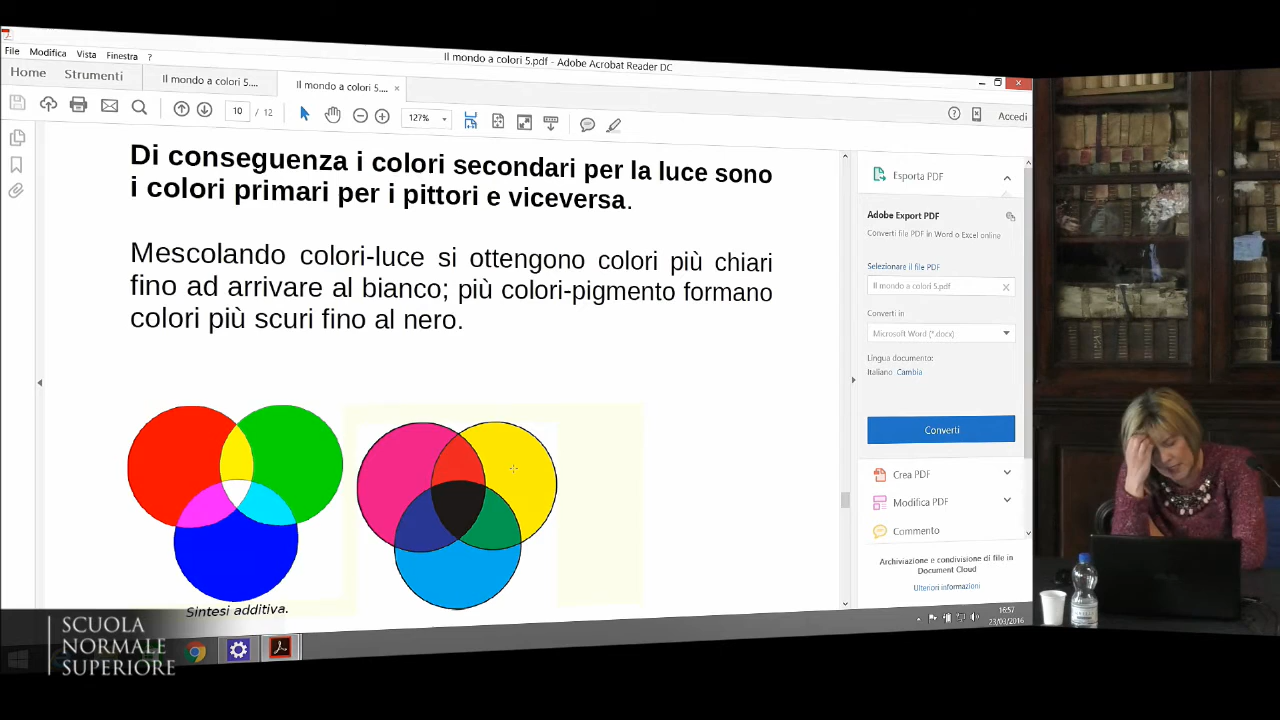 Il mondo a colori 5.pdf - Adobe Acrobat Reader DC
File Modifica Vista Finestra ?
Home Strumenti Il mondo a colori 5.... Il mondo a colori 5.... ×
10 / 12 127% Accedi
Di conseguenza i colori secondari per la luce sono
i colori primari per i pittori e viceversa.
Mescolando colori-luce si ottengono colori più chiari
fino ad arrivare al bianco; più colori-pigmento formano
colori più scuri fino al nero.
Sintesi additiva.
Esporta PDF
Adobe Export PDF
Converti file PDF in Word o Excel online
Selezionare il file PDF
Il mondo a colori 5.pdf ×
Converti in
Microsoft Word (*.docx)
Lingua documento:
Italiano Cambia
Converti
Crea PDF
Modifica PDF
Commento
Archiviazione e condivisione di file in
Document Cloud
Ulteriori informazioni
16:57
23/03/2016
SCUOLA
NORMALE
SUPERIORE